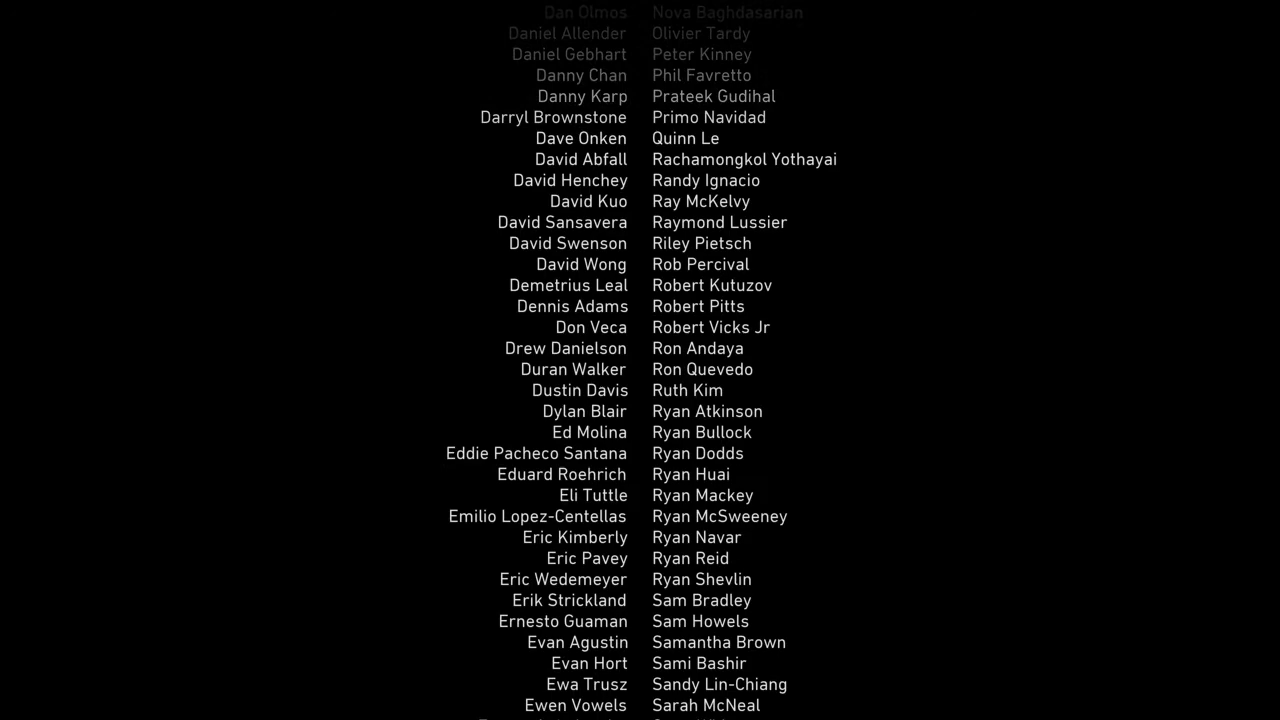 Dan Olmos Nova Baghdasarian
Daniel Allender Olivier Tardy
Daniel Gebhart Peter Kinney
Danny Chan Phil Favretto
Danny Karp Prateek Gudihal
Darryl Brownstone Primo Navidad
Dave Onken Quinn Le
David Abfall Rachamongkol Yothayai
David Henchey Randy Ignacio
David Kuo Ray McKelvy
David Sansavera Raymond Lussier
David Swenson Riley Pietsch
David Wong Rob Percival
Demetrius Leal Robert Kutuzov
Dennis Adams Robert Pitts
Don Veca Robert Vicks Jr
Drew Danielson Ron Andaya
Duran Walker Ron Quevedo
Dustin Davis Ruth Kim
Dylan Blair Ryan Atkinson
Ed Molina Ryan Bullock
Eddie Pacheco Santana Ryan Dodds
Eduard Roehrich Ryan Huai
Eli Tuttle Ryan Mackey
Emilio Lopez-Centellas Ryan McSweeney
Eric Kimberly Ryan Navar
Eric Pavey Ryan Reid
Eric Wedemeyer Ryan Shevlin
Erik Strickland Sam Bradley
Ernesto Guaman Sam Howels
Evan Agustin Samantha Brown
Evan Hort Sami Bashir
Ewa Trusz Sandy Lin-Chiang
Ewen Vowels Sarah McNeal